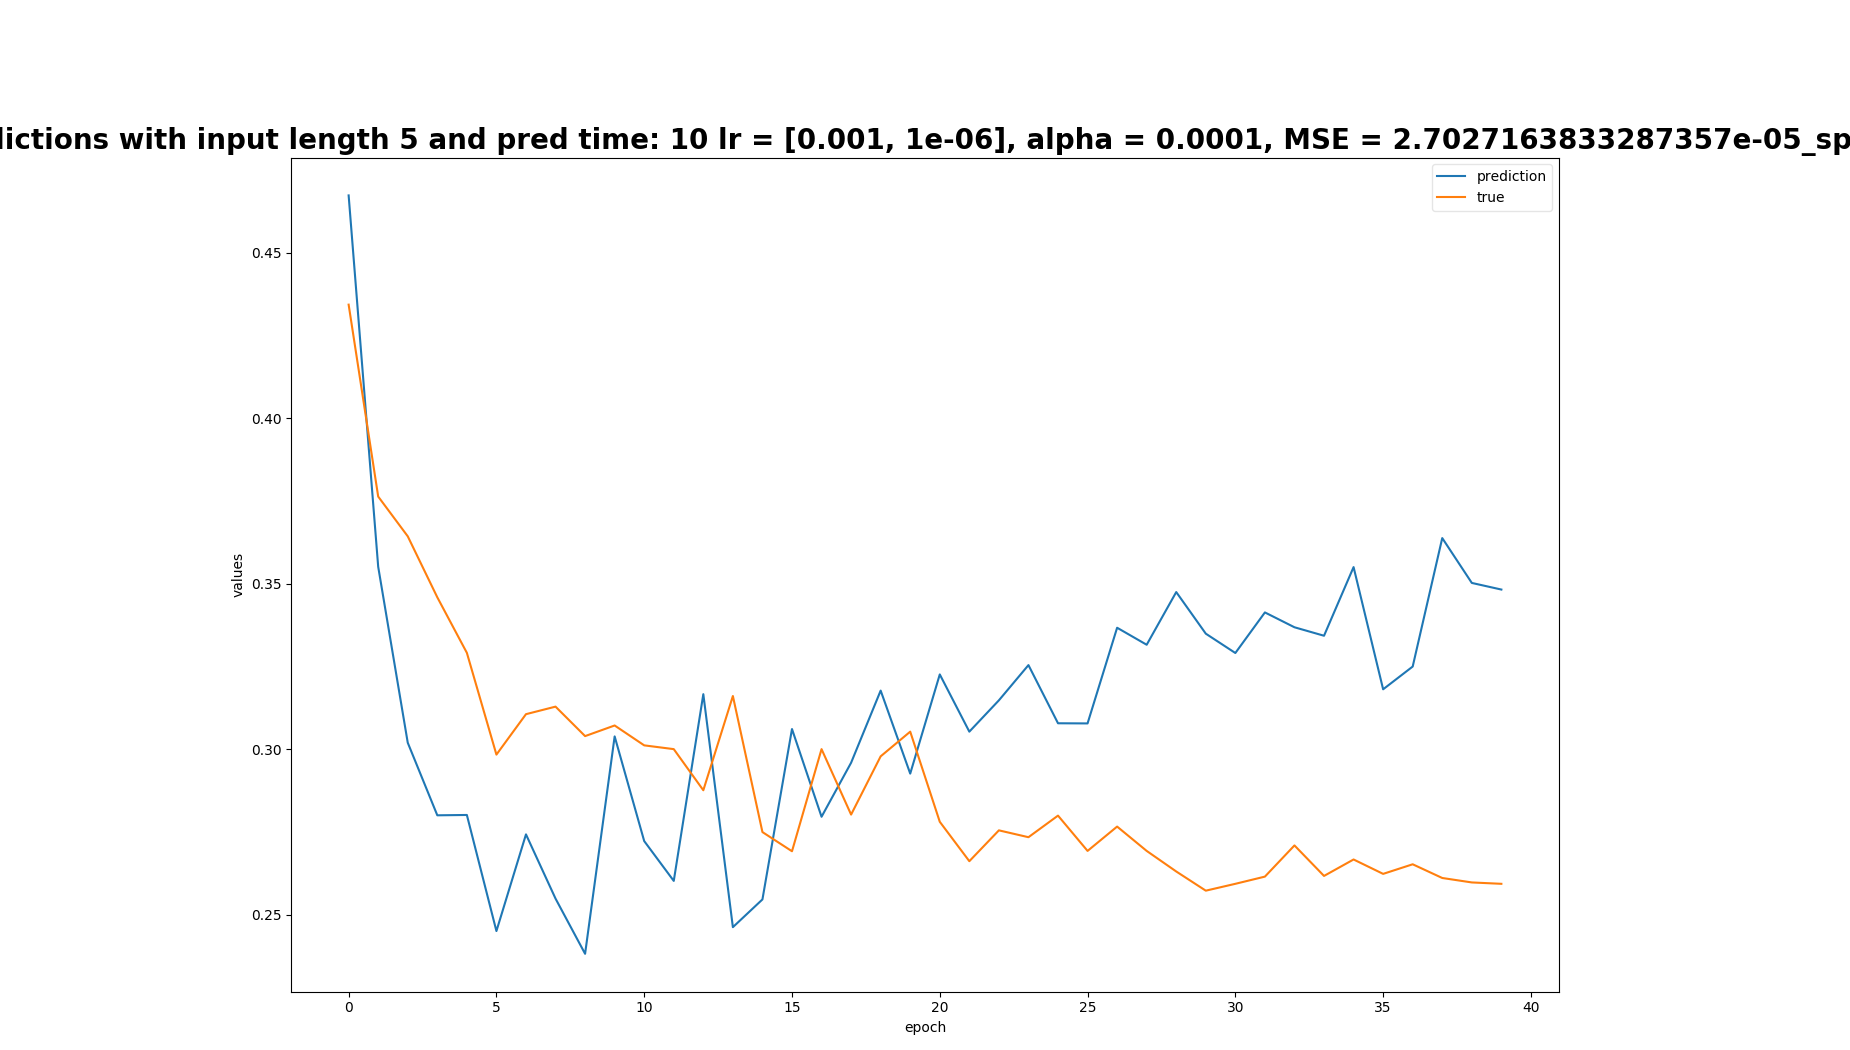 with input length 5 and pred time: 10 lr = [0.001, 1e-06], alpha = 0.0001, MSE = 2.7027163833287357e-05_sp
prediction
true
0.45
0.40
0.35
0.30
0.25
values
0 5 10 15 20 25 30 35 40
epoch